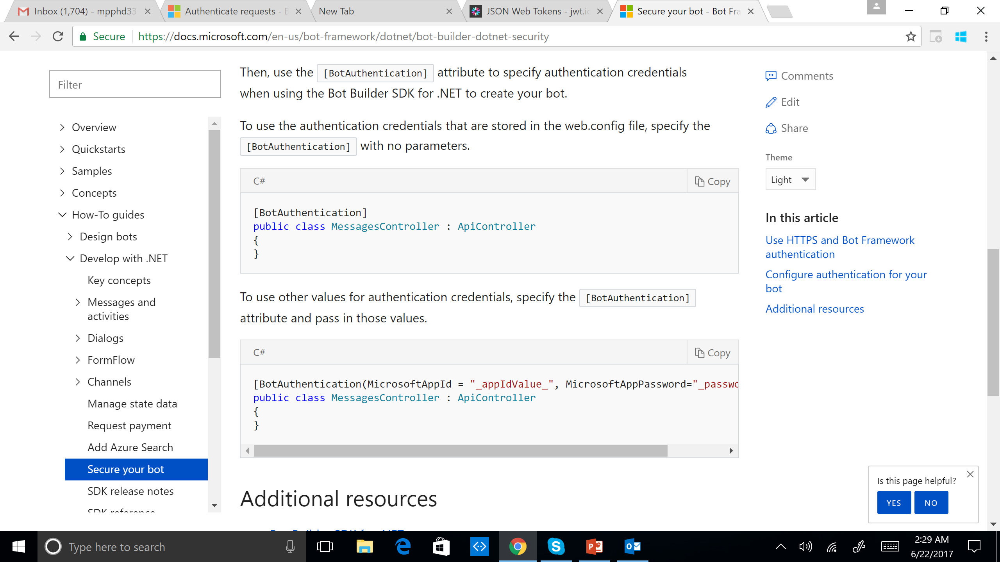 Inbox (1,704) - mpphd33
Authenticate requests - B
New Tab
JSON Web Tokens - jwt.io
Secure your bot - Bot Fra
Secure
https://docs.microsoft.com/en-us/bot-framework/dotnet/bot-builder-dotnet-security
Filter
Overview
Quickstarts
Samples
Concepts
How-To guides
Design bots
Develop with .NET
Key concepts
Messages and
activities
Dialogs
FormFlow
Channels
Manage state data
Request payment
Add Azure Search
Secure your bot
SDK release notes
SDK reference
Then, use the [BotAuthentication] attribute to specify authentication credentials
when using the Bot Builder SDK for .NET to create your bot.
To use the authentication credentials that are stored in the web.config file, specify the
[BotAuthentication] with no parameters.
C#
Copy
[BotAuthentication]
public class MessagesController : ApiController
{
}
To use other values for authentication credentials, specify the [BotAuthentication]
attribute and pass in those values.
C#
Copy
[BotAuthentication(MicrosoftAppId = "_appIdValue_", MicrosoftAppPassword="_passwo
public class MessagesController : ApiController
{
}
Additional resources
Bot Builder SDK for .NET
Comments
Edit
Share
Theme
Light
In this article
Use HTTPS and Bot Framework
authentication
Configure authentication for your
bot
Additional resources
Is this page helpful?
YES
NO
Type here to search
2:29 AM
6/22/2017